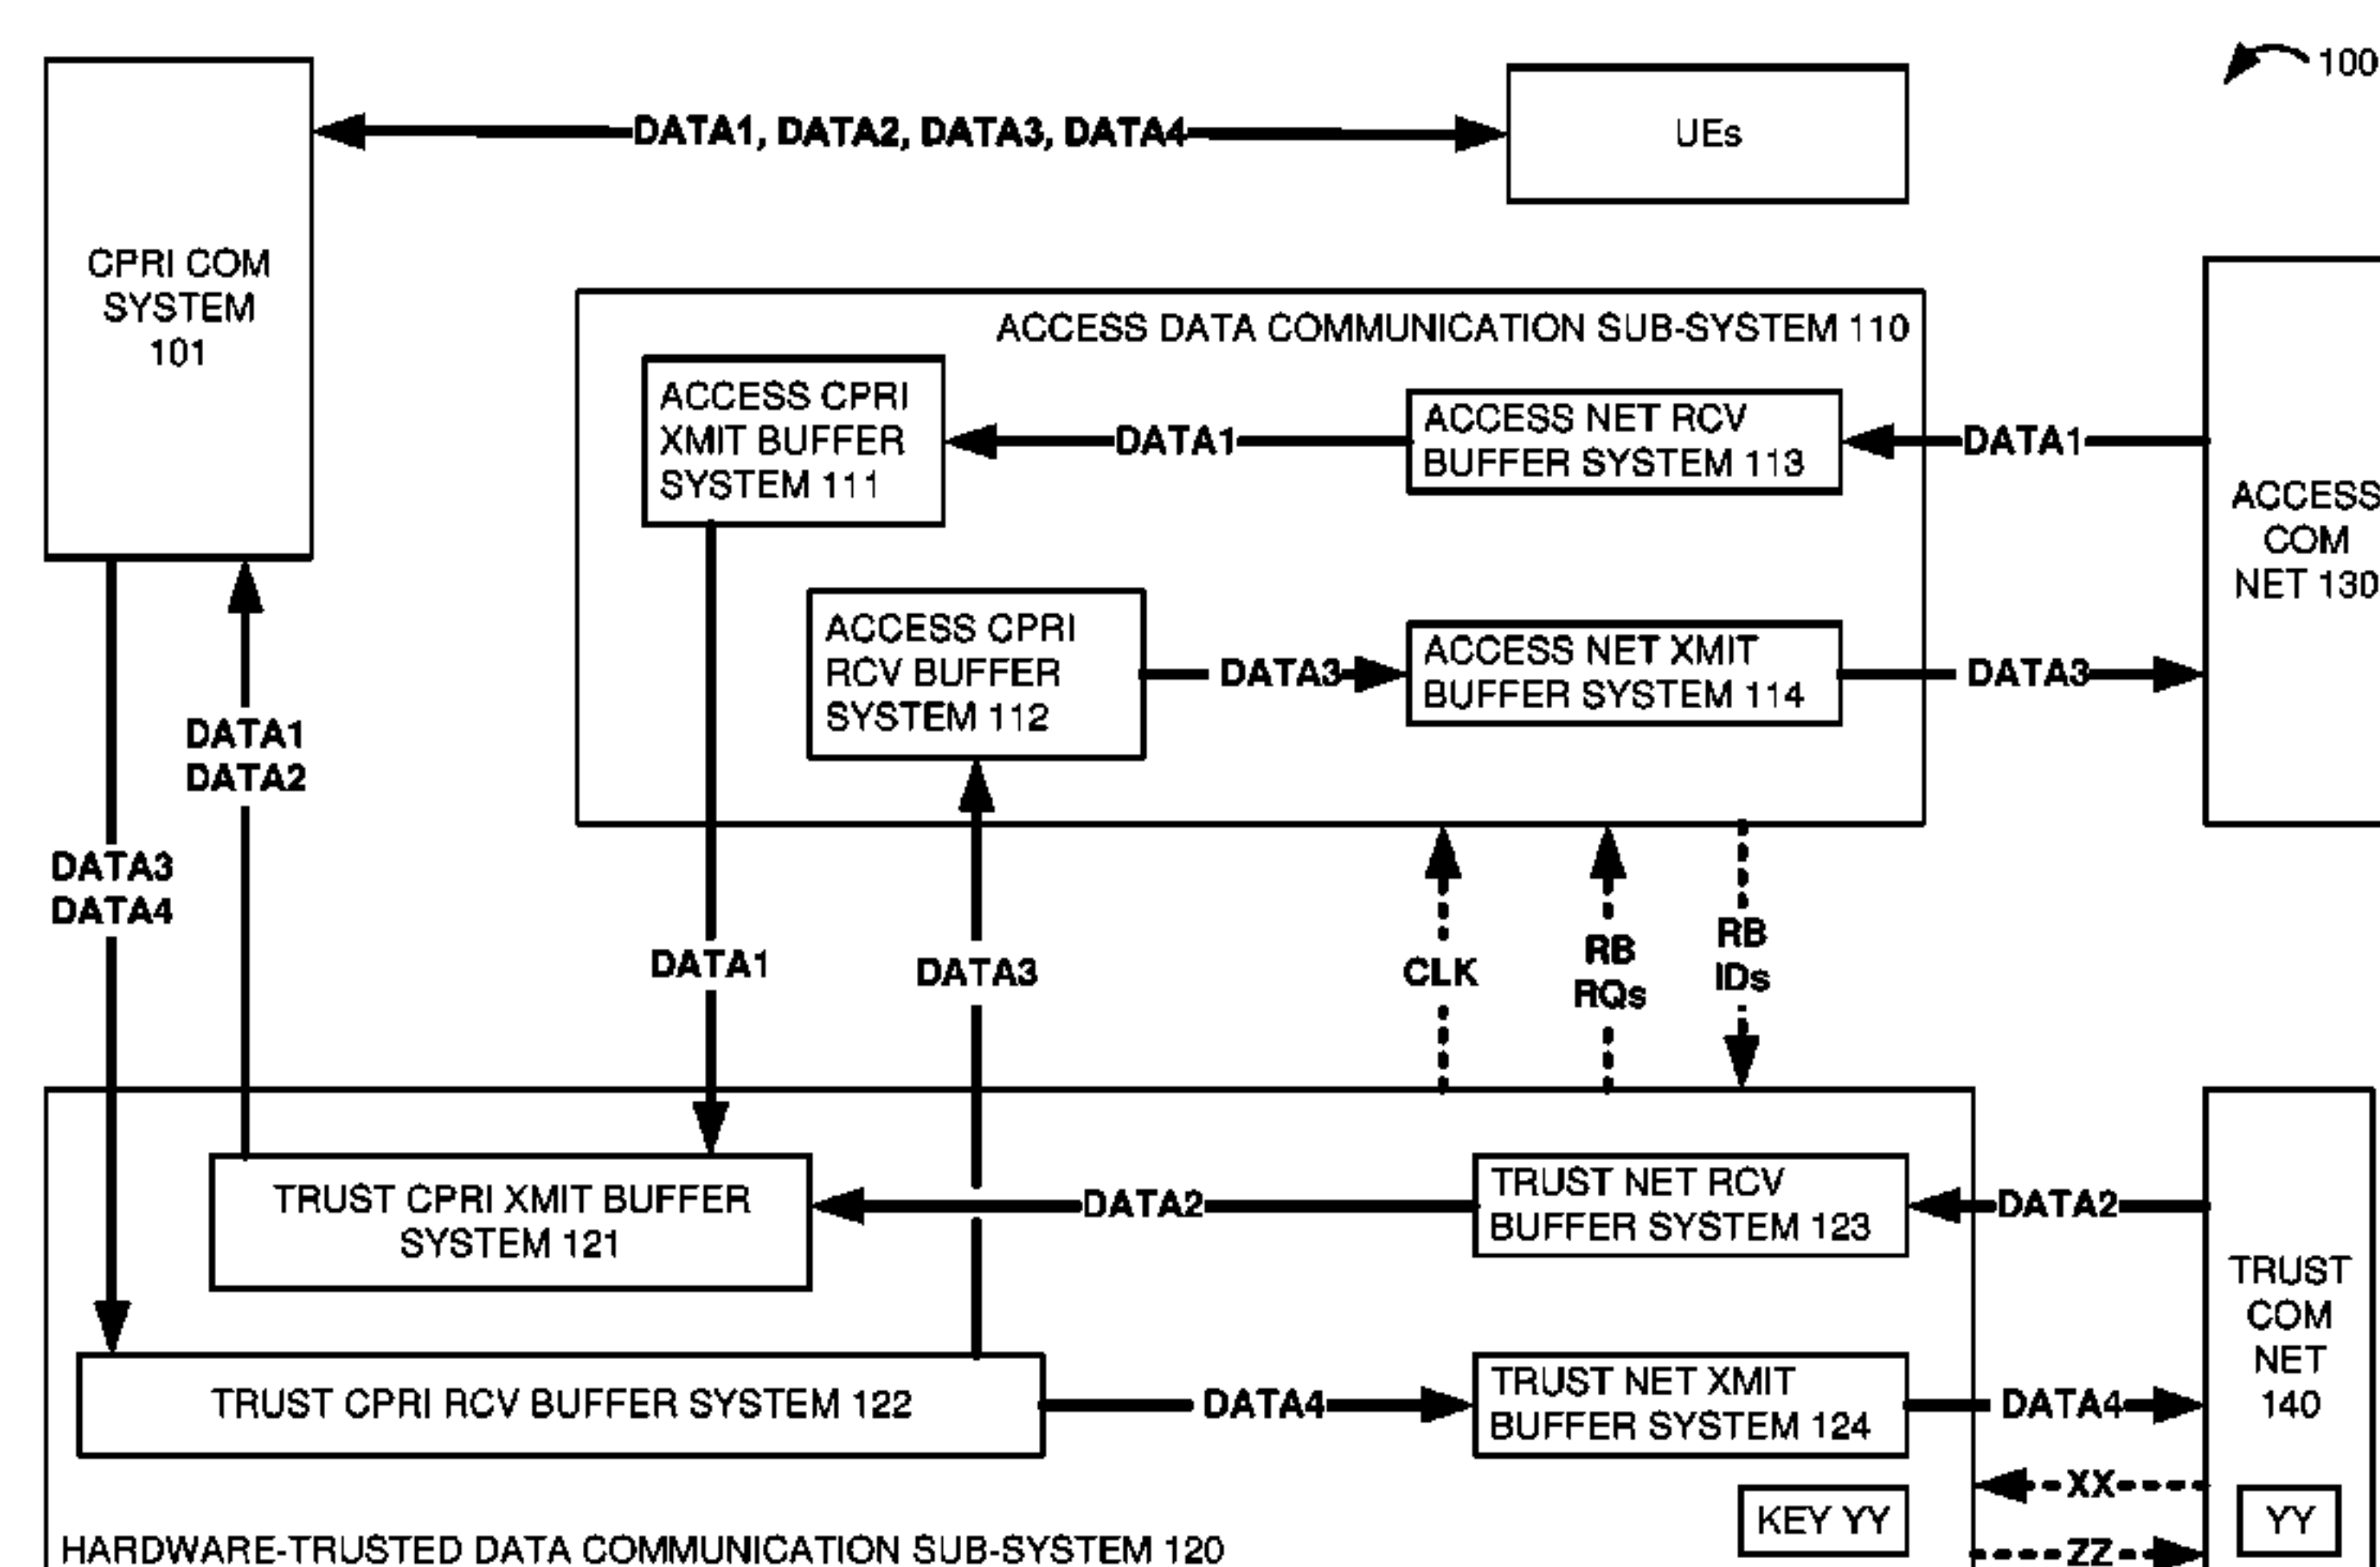 100
DATA1, DATA2, DATA3, DATA4
UEs
CPRI COM
SYSTEM
101
ACCESS DATA COMMUNICATION SUB-SYSTEM 110
ACCESS CPRI
XMIT BUFFER
SYSTEM 111
DATA1
ACCESS NET RCV
BUFFER SYSTEM 113
DATA1
ACCESS
COM
NET 130
ACCESS CPRI
RCV BUFFER
SYSTEM 112
DATA3
ACCESS NET XMIT
BUFFER SYSTEM 114
DATA3
DATA1
DATA2
DATA3
DATA4
DATA1
DATA3
CLK
RB
RQs
RB
IDs
TRUST CPRI XMIT BUFFER
SYSTEM 121
DATA2
TRUST NET RCV
BUFFER SYSTEM 123
DATA2
TRUST
COM
NET
140
TRUST CPRI RCV BUFFER SYSTEM 122
DATA4
TRUST NET XMIT
BUFFER SYSTEM 124
DATA4
XX
KEY YY
YY
HARDWARE-TRUSTED DATA COMMUNICATION SUB-SYSTEM 120
ZZ